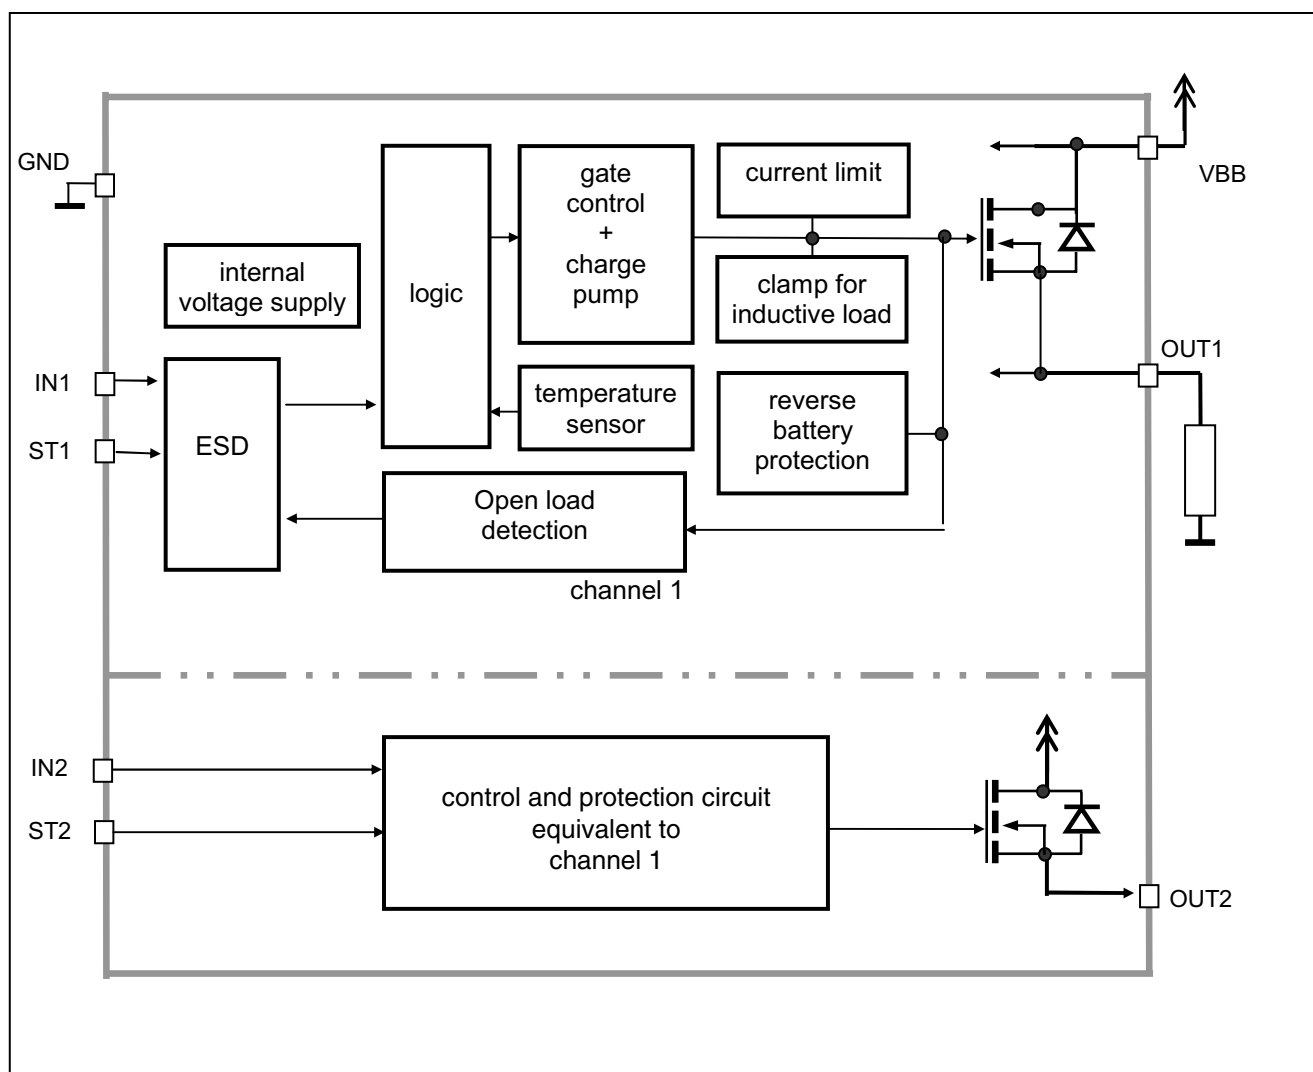 GND
gate
control
+
charge
pump
current limit
VBB
internal
voltage supply
logic
clamp for
inductive load
IN1
ST1
ESD
temperature
sensor
reverse
battery
protection
OUT1
Open load
detection
channel 1
IN2
ST2
control and protection circuit
equivalent to
channel 1
OUT2